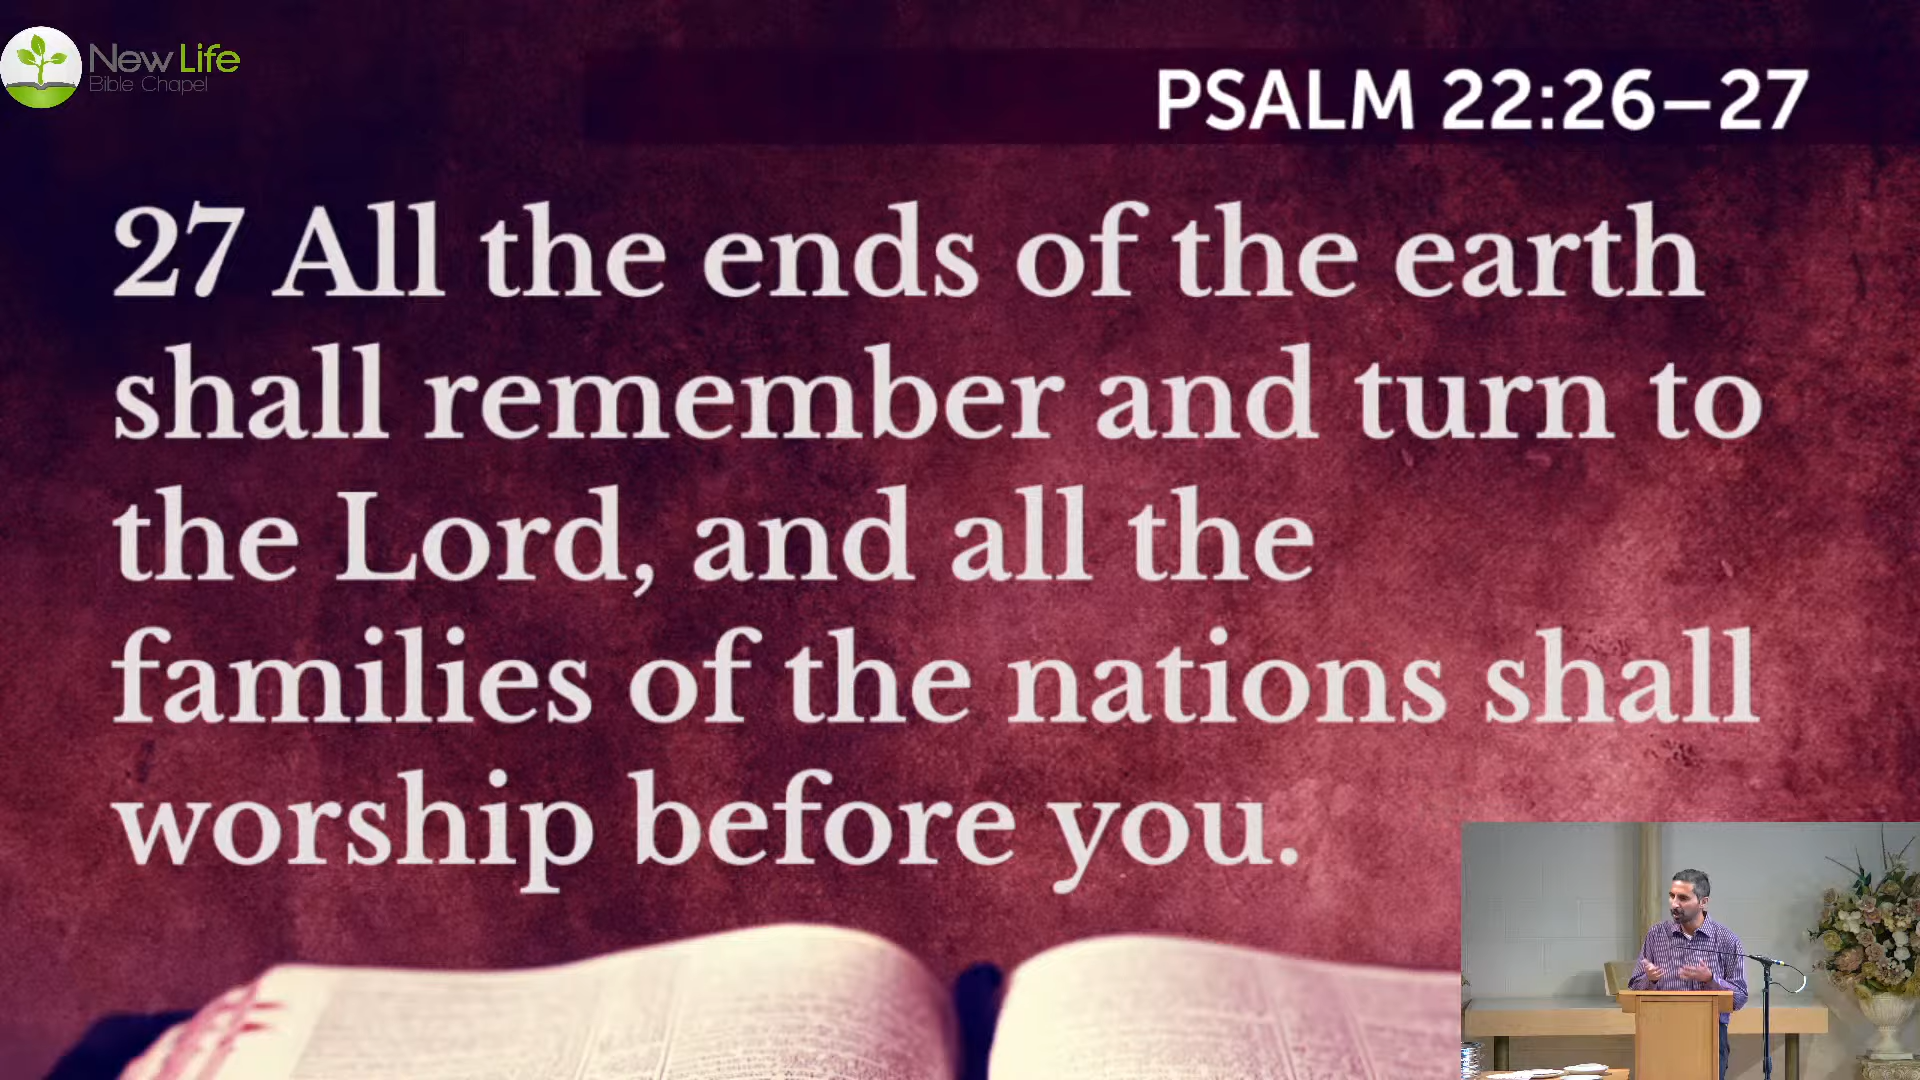 New Life
Bible Chapel
PSALM 22:26–27
27 All the ends of the earth
shall remember and turn to
the Lord, and all the
families of the nations shall
worship before you.